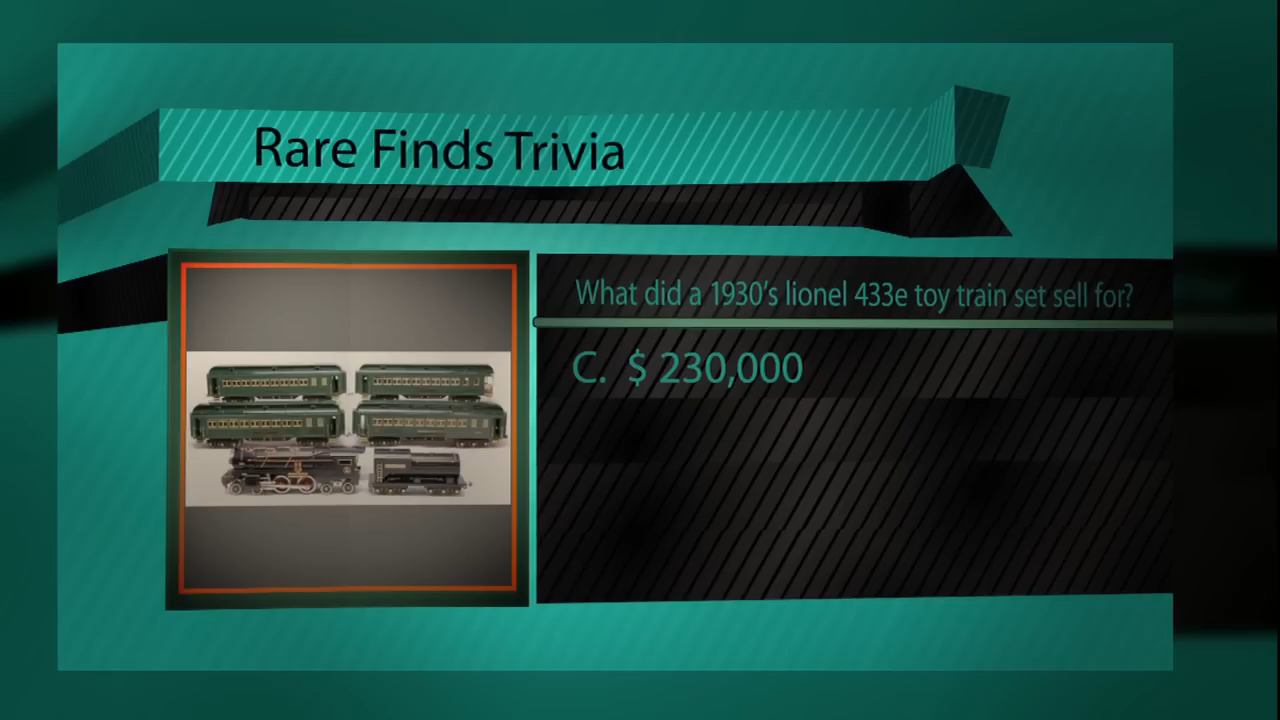 Rare Finds Trivia
What did a 1930's lionel 433e toy train set sell for?
C. $ 230,000